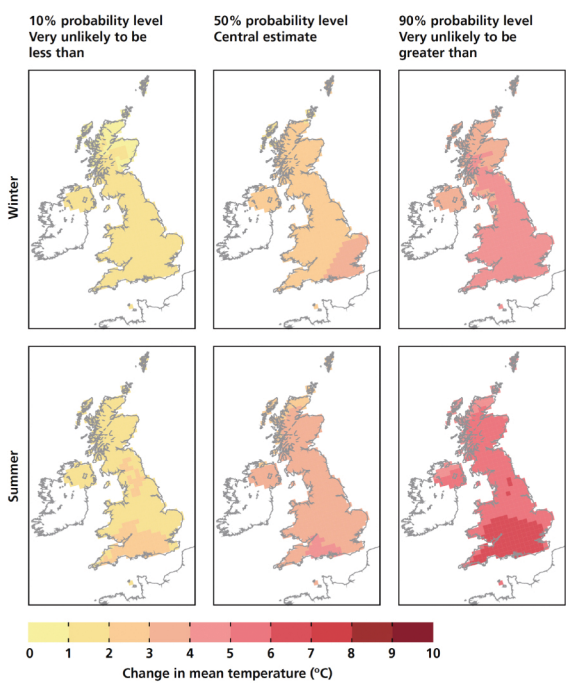 10% probability level
Very unlikely to be
less than
50% probability level
Central estimate
90% probability level
Very unlikely to be
greater than
Winter
Summer
0 1 2 3 4 5 6 7 8 9 10
Change in mean temperature (ºC)